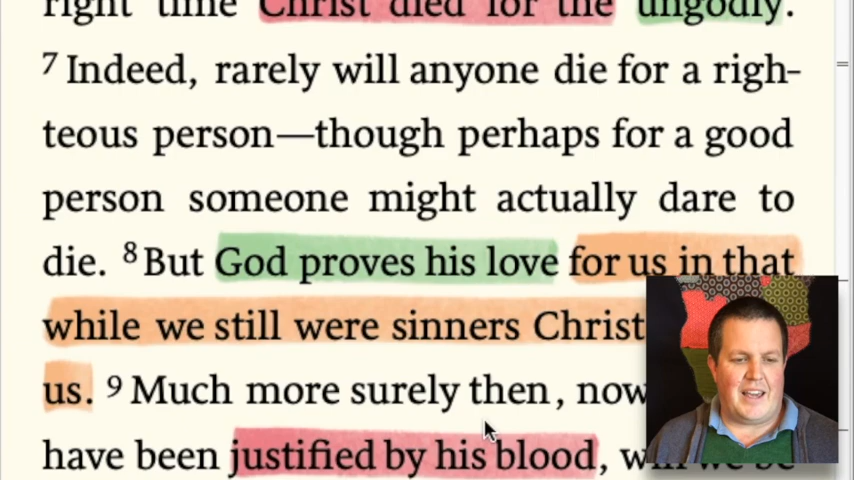 right time Christ died for the ungodly.
7 Indeed, rarely will anyone die for a righ-
teous person—though perhaps for a good
person someone might actually dare to
die. 8 But God proves his love for us in that
while we still were sinners Christ
us. 9 Much more surely then, now
have been justified by his blood, will we be